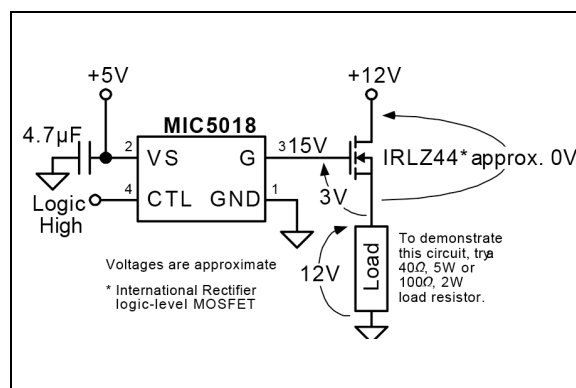 +5V
+12V
4.7µF
MIC5018
2
VS
G
3
15V
IRLZ44* approx. 0V
4
CTL
GND
1
Logic
High
3V
Voltages are approximate
* International Rectifier
logic-level MOSFET
12V
Load
To demonstrate
this circuit, trya
40Ω, 5W or
100Ω, 2W
load resistor.